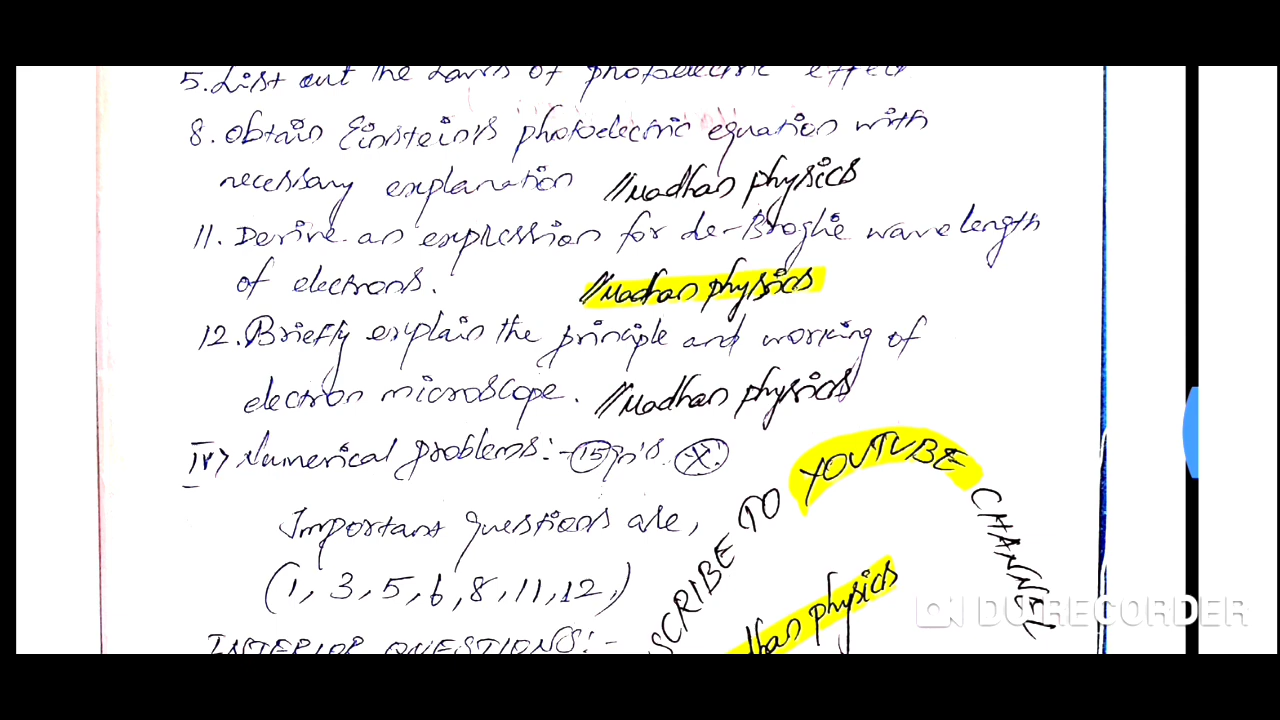 5. List out the Laws of photoelectric effect
8. Obtain Einstein's photoelectric equation with
necessary explanation //Madhan physics
11. Derive an expression for de-Broglie wavelength
of electrons. //Madhan physics
12. Briefly explain the principle and working of
electron microscope. //Madhan physics
IV) Numerical problems:- 15 X
Important questions are,
(1, 3, 5, 6, 8, 11, 12,)
SCRIBE TO YOUTUBE CHANNEL
dhan physics
INTERIOR QUESTIONS:-
DU RECORDER